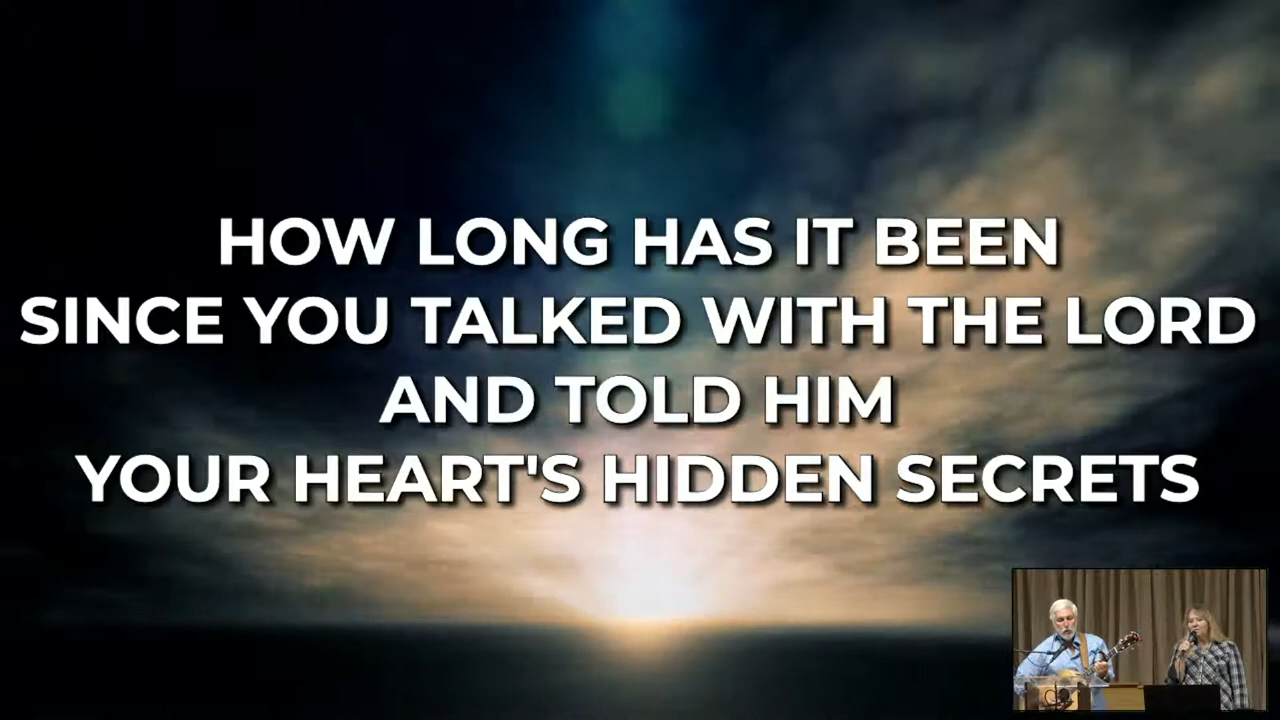 HOW LONG HAS IT BEEN
SINCE YOU TALKED WITH THE LORD
AND TOLD HIM
YOUR HEART'S HIDDEN SECRETS